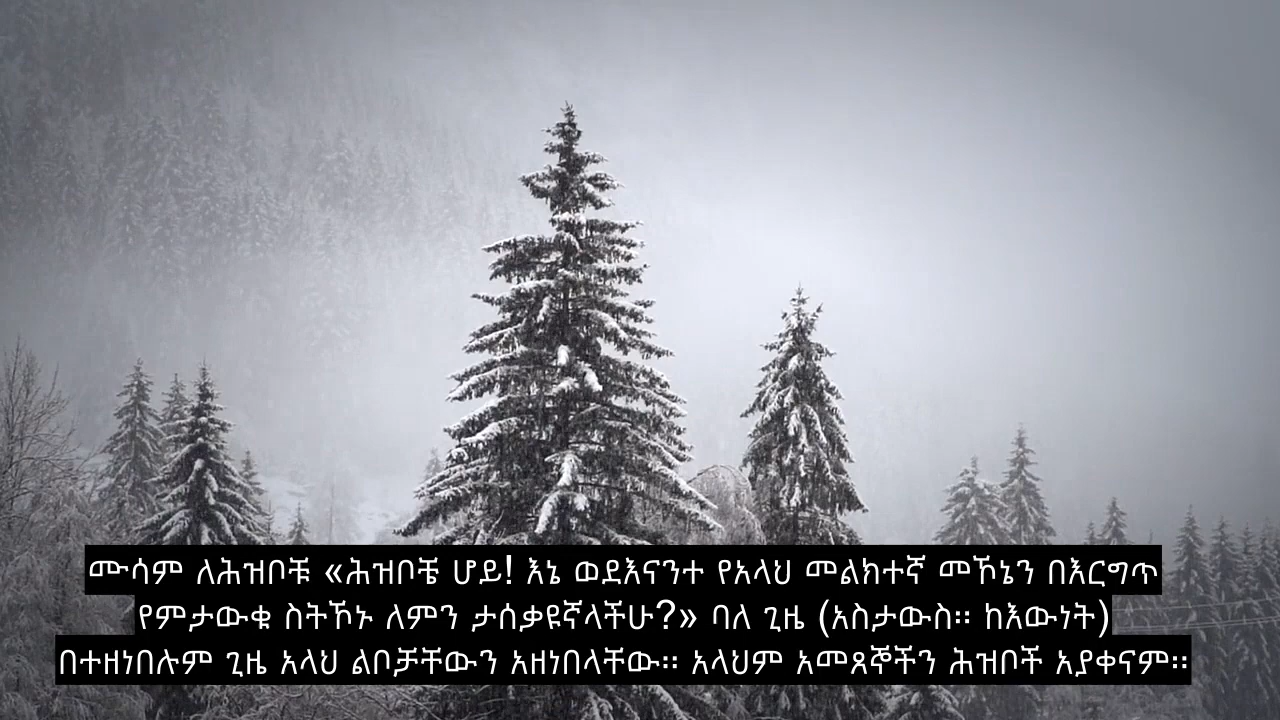 ሙሳም ለሕዝቦቹ «ሕዝቦቼ ሆይ! እኔ ወደእናንተ የአላህ መልክተኛ መኾኔን በእርግጥ
የምታውቁ ስትኾኑ ለምን ታሰቃዩኛላችሁ?» ባለ ጊዜ (አስታውስ፡፡ ከእውነት)
በተዘነበሉም ጊዜ አላህ ልቦቻቸውን አዘነበላቸው፡፡ አላህም አመጸኞችን ሕዝቦች አያቀናም፡፡